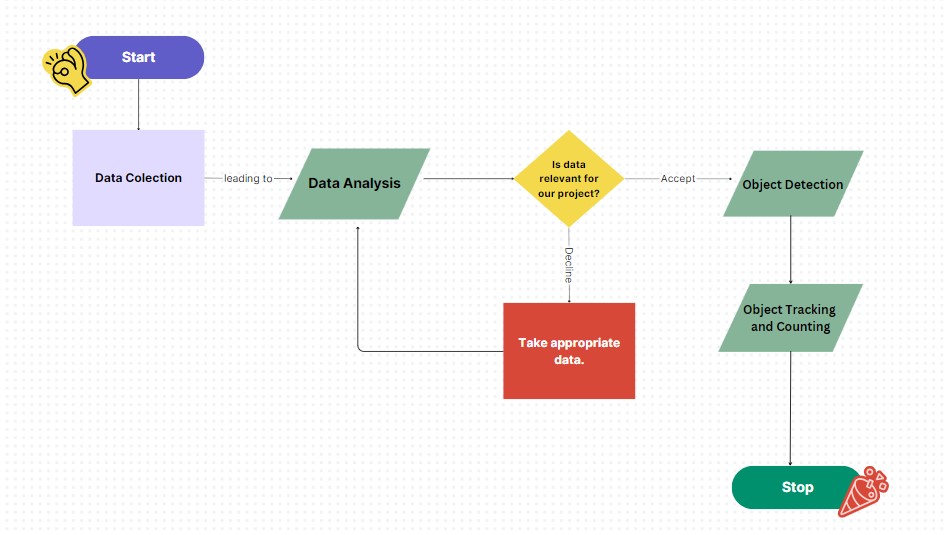 Start
Data Colection
leading to
Data Analysis
Is data
relevant for
our project?
Accept
Object Detection
Decline
Take appropriate
data.
Object Tracking
and Counting
Stop